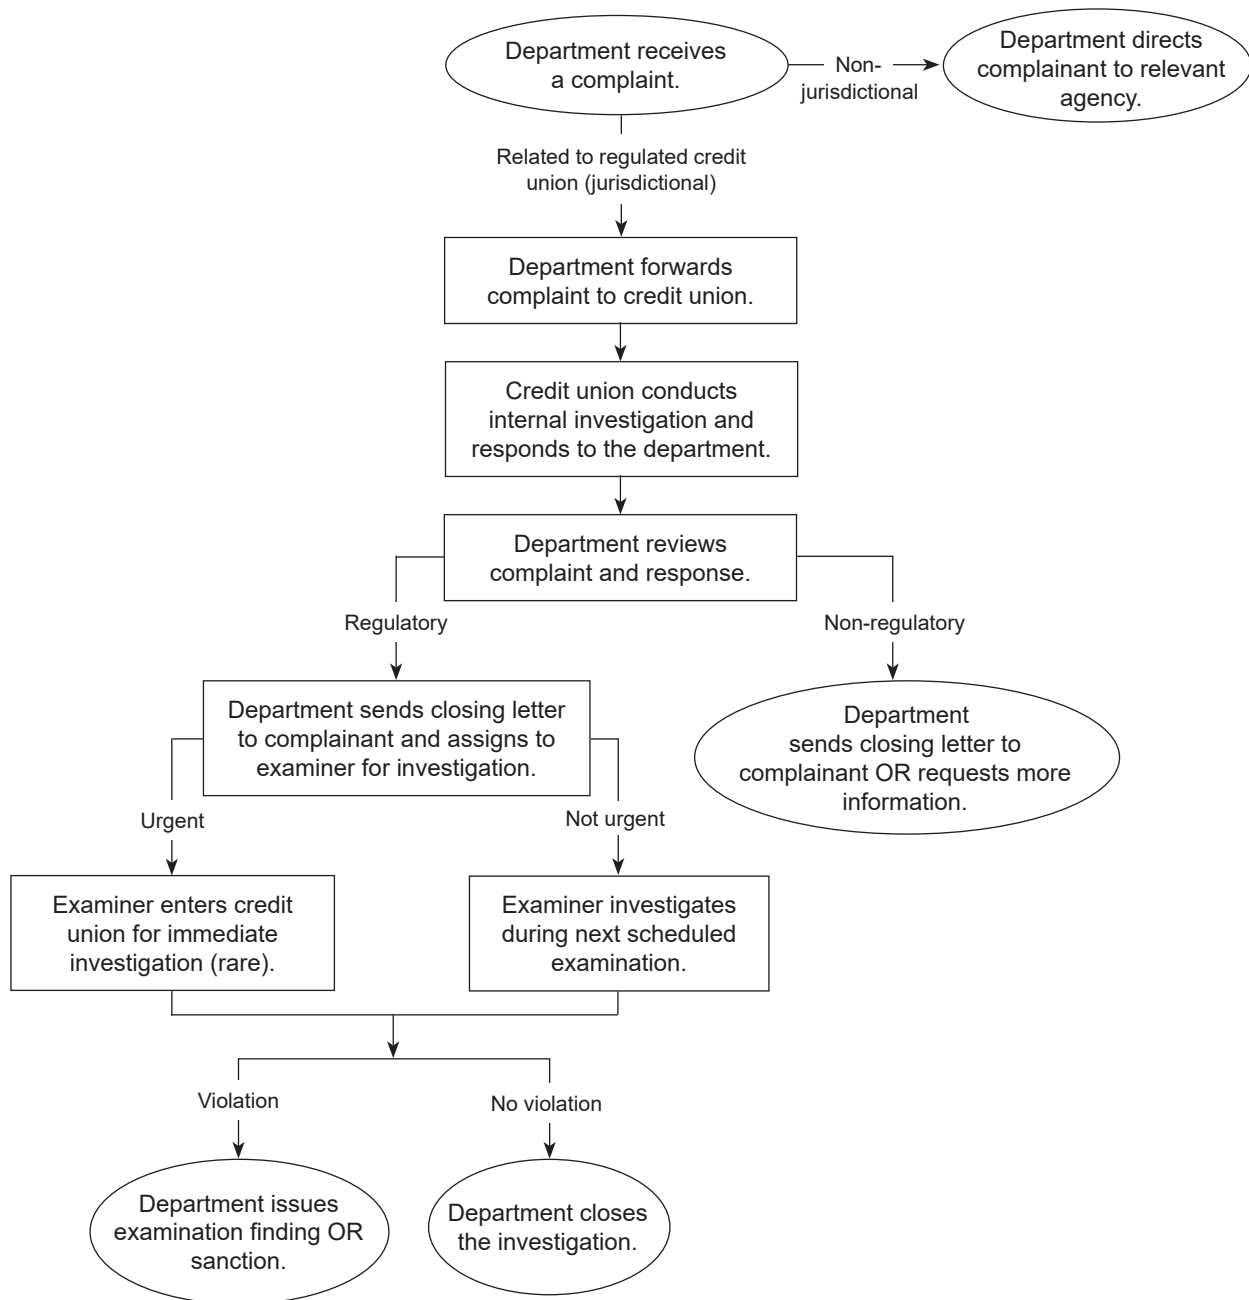 Department receives
a complaint.
Non-
jurisdictional
Department directs
complainant to relevant
agency.
Related to regulated credit
union (jurisdictional)
Department forwards
complaint to credit union.
Credit union conducts
internal investigation and
responds to the department.
Department reviews
complaint and response.
Regulatory
Non-regulatory
Department sends closing letter
to complainant and assigns to
examiner for investigation.
Department
sends closing letter to
complainant OR requests more
information.
Urgent
Not urgent
Examiner enters credit
union for immediate
investigation (rare).
Examiner investigates
during next scheduled
examination.
Violation
No violation
Department issues
examination finding OR
sanction.
Department closes
the investigation.